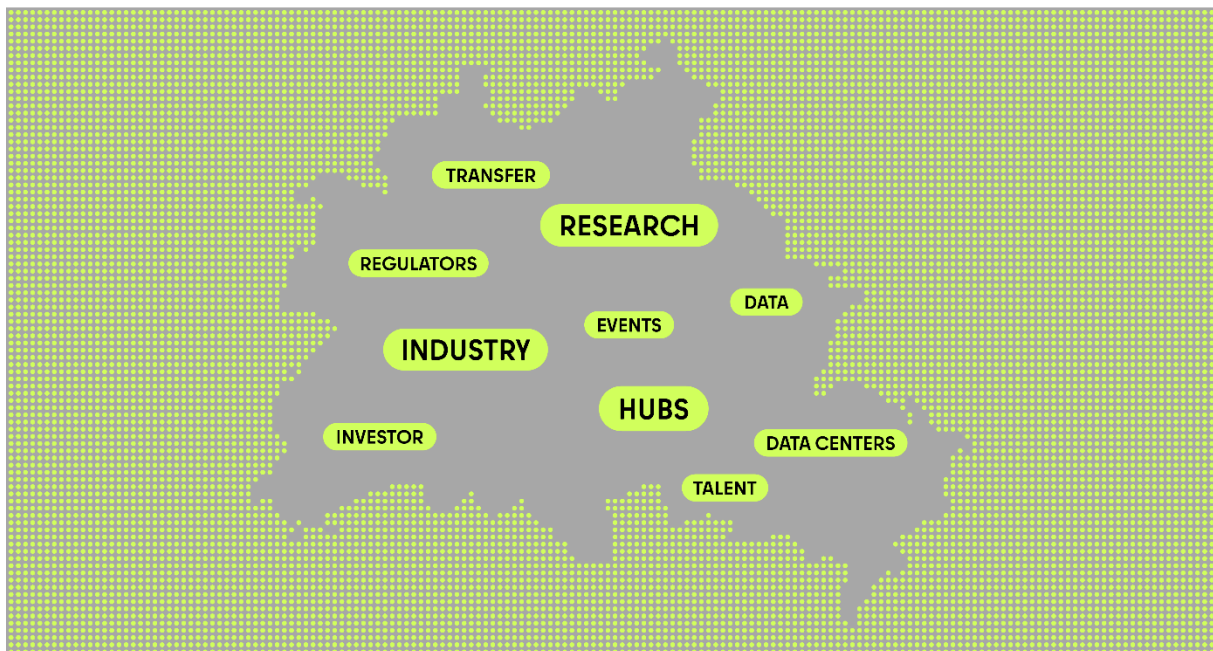 TRANSFER
RESEARCH
REGULATORS
DATA
EVENTS
INDUSTRY
HUBS
INVESTOR
DATA CENTERS
TALENT